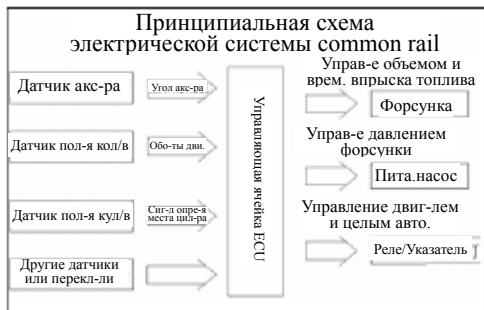 Принципиальная схема
электрической системы common rail
Датчик акс-ра
Угол акс-ра
Датчик пол-я кол/в
Обо-ты дви.
Датчик пол-я кул/в
Сиг-л опре-я
места цил-ра
Другие датчики
или перекл-ли
Управляющая ячейка ECU
Управ-е объемом и
врем. впрыска топлива
Форсунка
Управ-е давлением
форсунки
Пита.насос
Управление двиг-лем
и целым авто.
Реле/Указатель